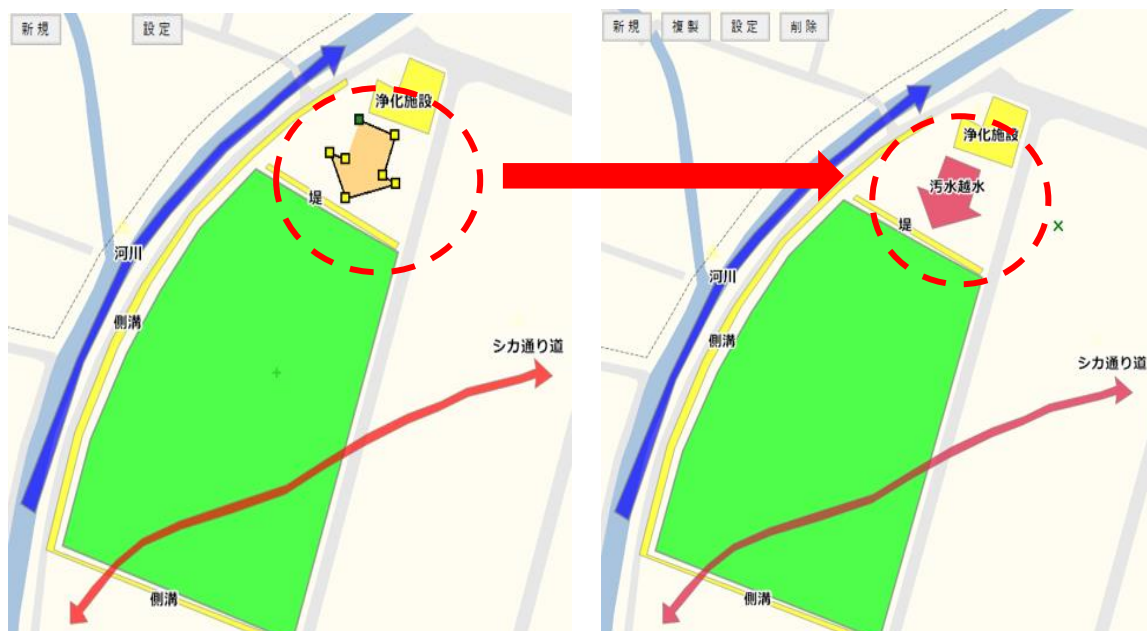 新規
設定
浄化施設
堤
河川
側溝
シカ通り道
側溝
新規
複製
設定
削除
浄化施設
汚水越水
堤
河川
側溝
シカ通り道
側溝